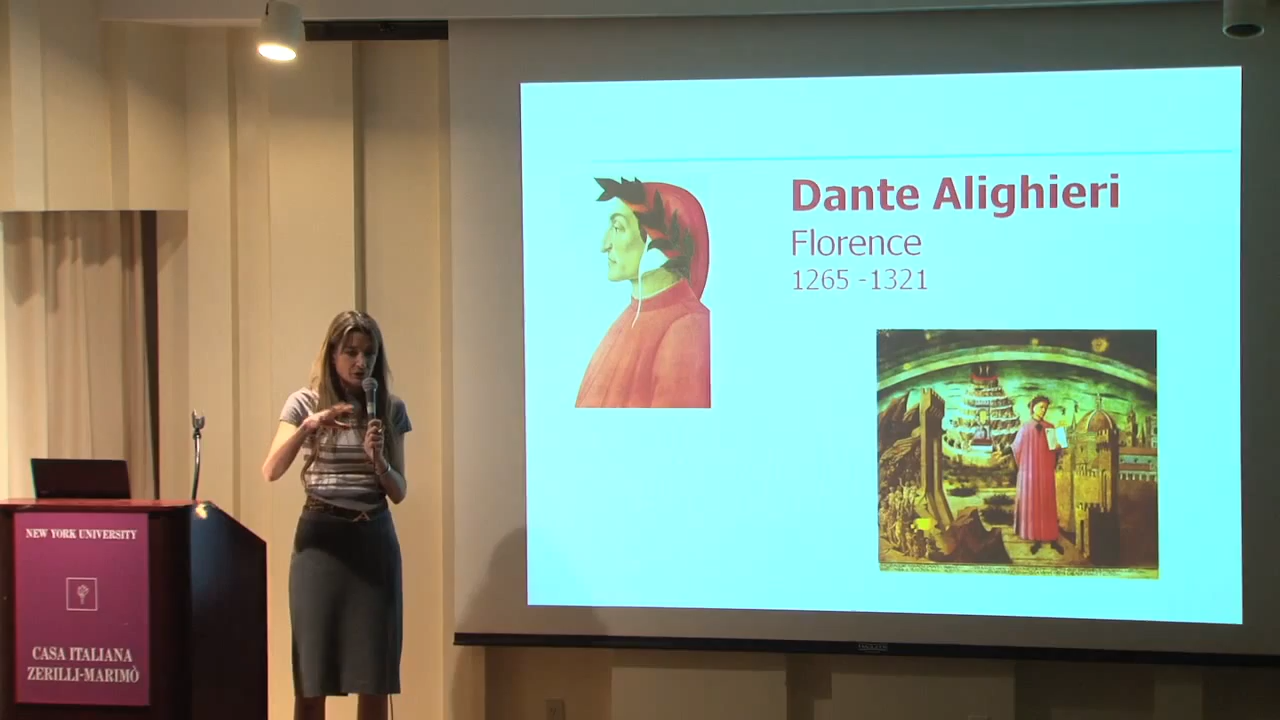 NEW YORK UNIVERSITY
CASA ITALIANA
ZERILLI-MARIMÒ
Dante Alighieri
Florence
1265 -1321